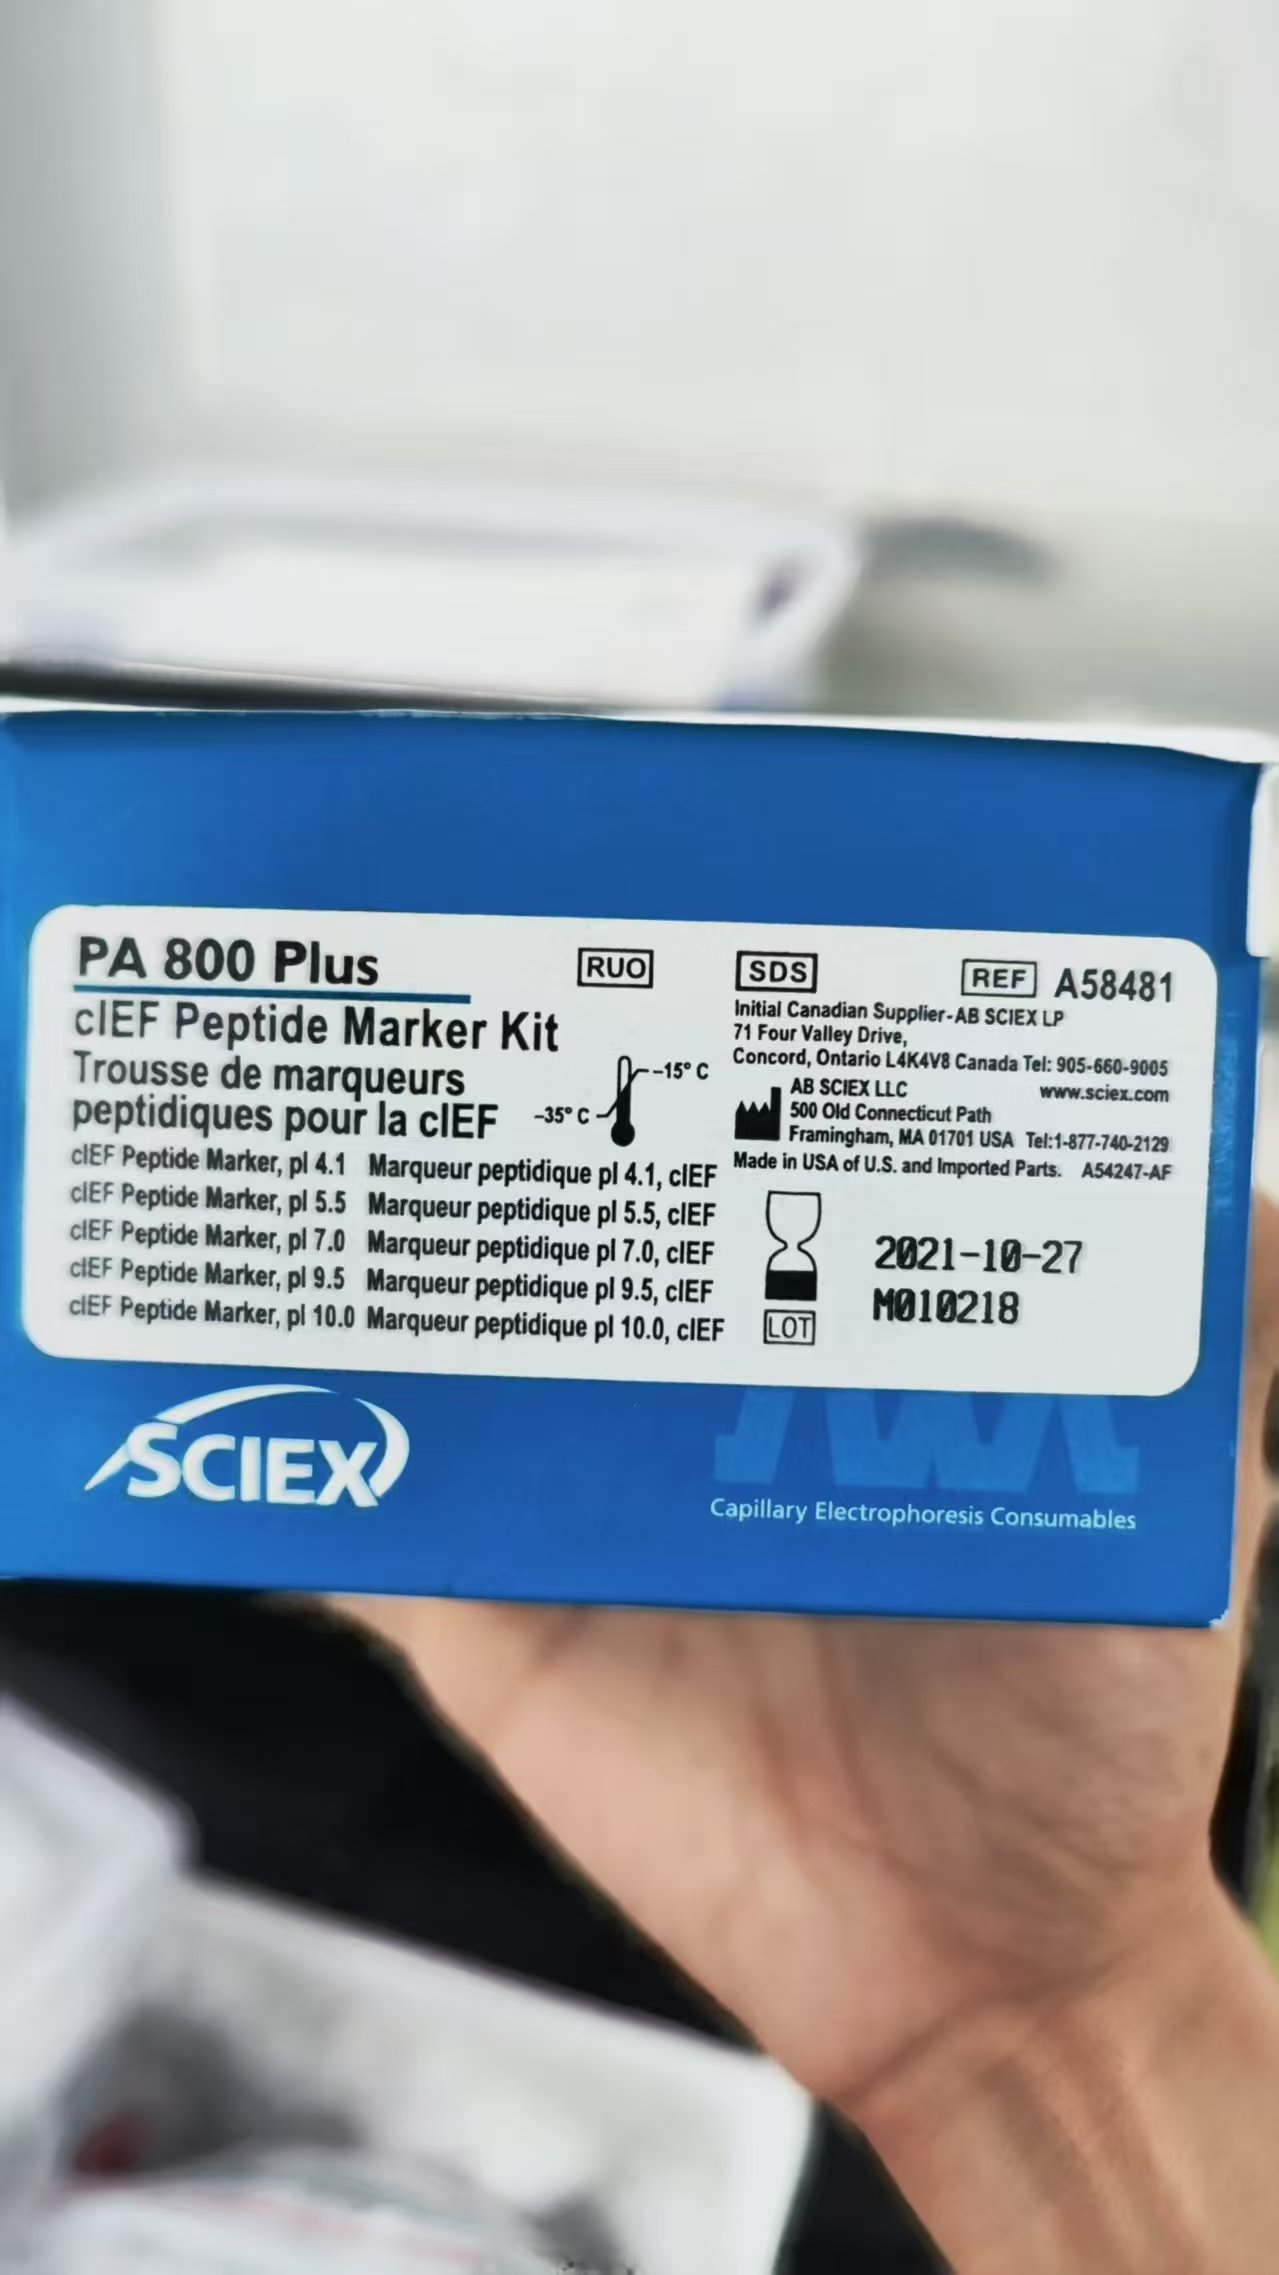 PA 800 Plus
RUO
SDS
REF A58481
cIEF Peptide Marker Kit
Trousse de marqueurs
peptidiques pour la cIEF
-15° C
-35° C
cIEF Peptide Marker, pI 4.1 Marqueur peptidique pI 4.1, cIEF
cIEF Peptide Marker, pI 5.5 Marqueur peptidique pI 5.5, cIEF
cIEF Peptide Marker, pI 7.0 Marqueur peptidique pI 7.0, cIEF
cIEF Peptide Marker, pI 9.5 Marqueur peptidique pI 9.5, cIEF
cIEF Peptide Marker, pI 10.0 Marqueur peptidique pI 10.0, cIEF
Initial Canadian Supplier-AB SCIEX LP
71 Four Valley Drive,
Concord, Ontario L4K4V8 Canada Tel: 905-660-9005
AB SCIEX LLC www.sciex.com
500 Old Connecticut Path
Framingham, MA 01701 USA Tel:1-877-740-2129
Made in USA of U.S. and Imported Parts. A54247-AF
2021-10-27
LOT M010218
SCIEX
Capillary Electrophoresis Consumables